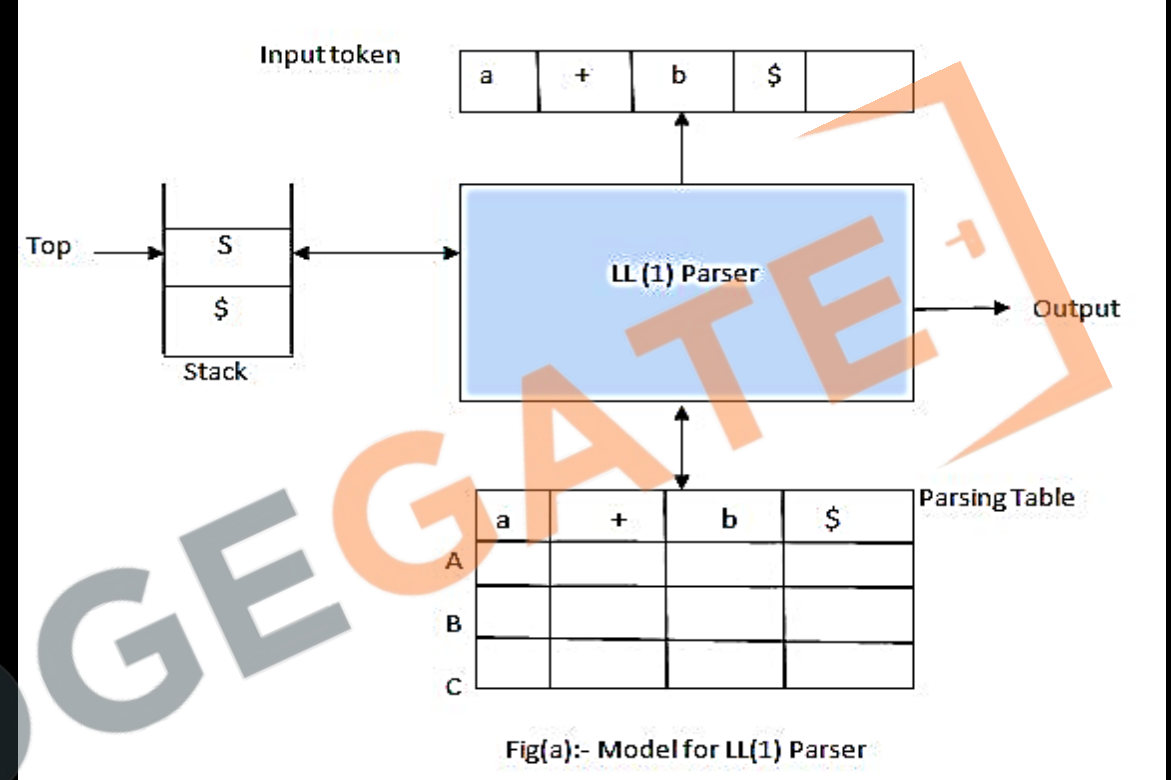 Input token
a + b $
Top
S
$
Stack
LL (1) Parser
Output
Parsing Table
a + b $
A
B
C
Fig(a):- Model for LL(1) Parser
GEGATE